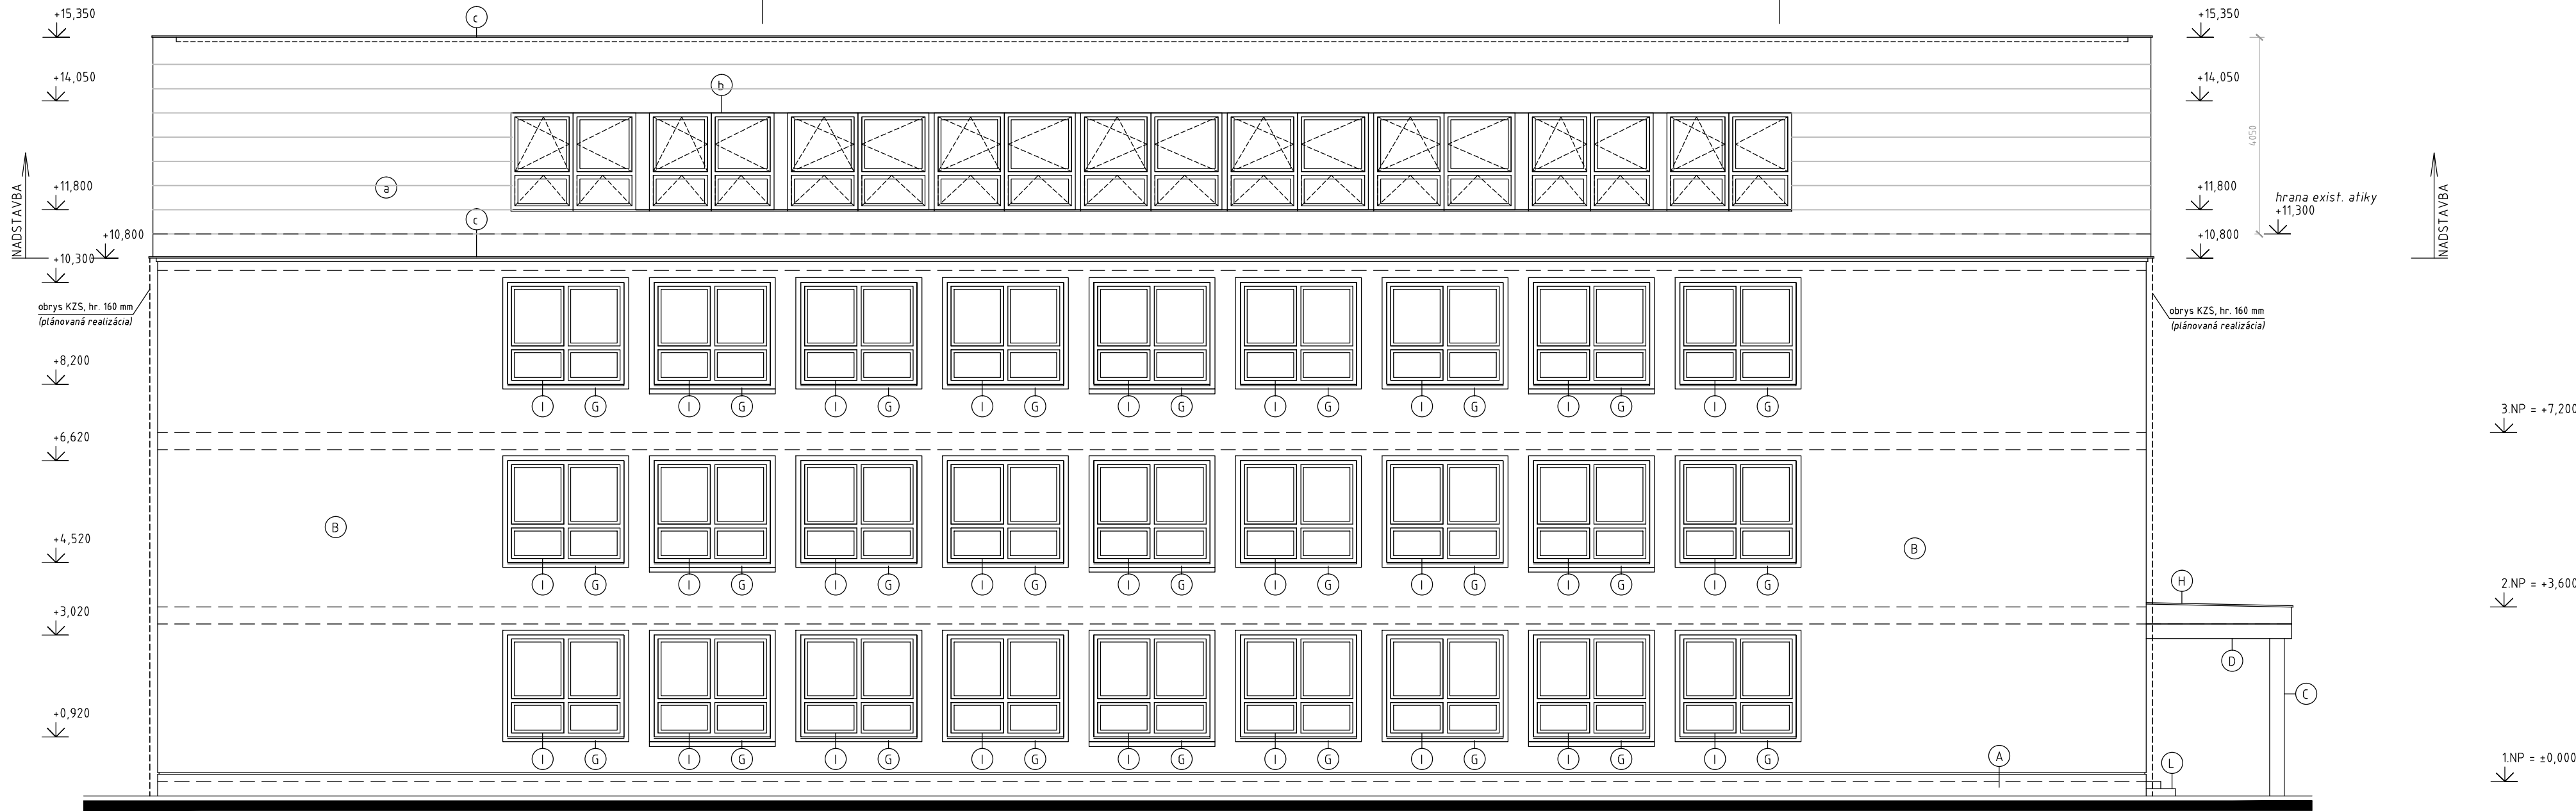 +15,350
c
+15,350
+14,050
b
+14,050
4050
NADSTAVBA
+11,800
a
+11,800
hrana exist. atiky
+11,300
NADSTAVBA
c
+10,800
+10,800
+10,300
obrys KZS, hr. 160 mm
(plánovaná realizácia)
obrys KZS, hr. 160 mm
(plánovaná realizácia)
+8,200
I G I G I G I G I G I G I G I G I G
3.NP = +7,200
+6,620
B
B
+4,520
I G I G I G I G I G I G I G I G I G
H
2.NP = +3,600
+3,020
D
C
+0,920
I G I G I G I G I G I G I G I G I G
A
L
1.NP = ±0,000